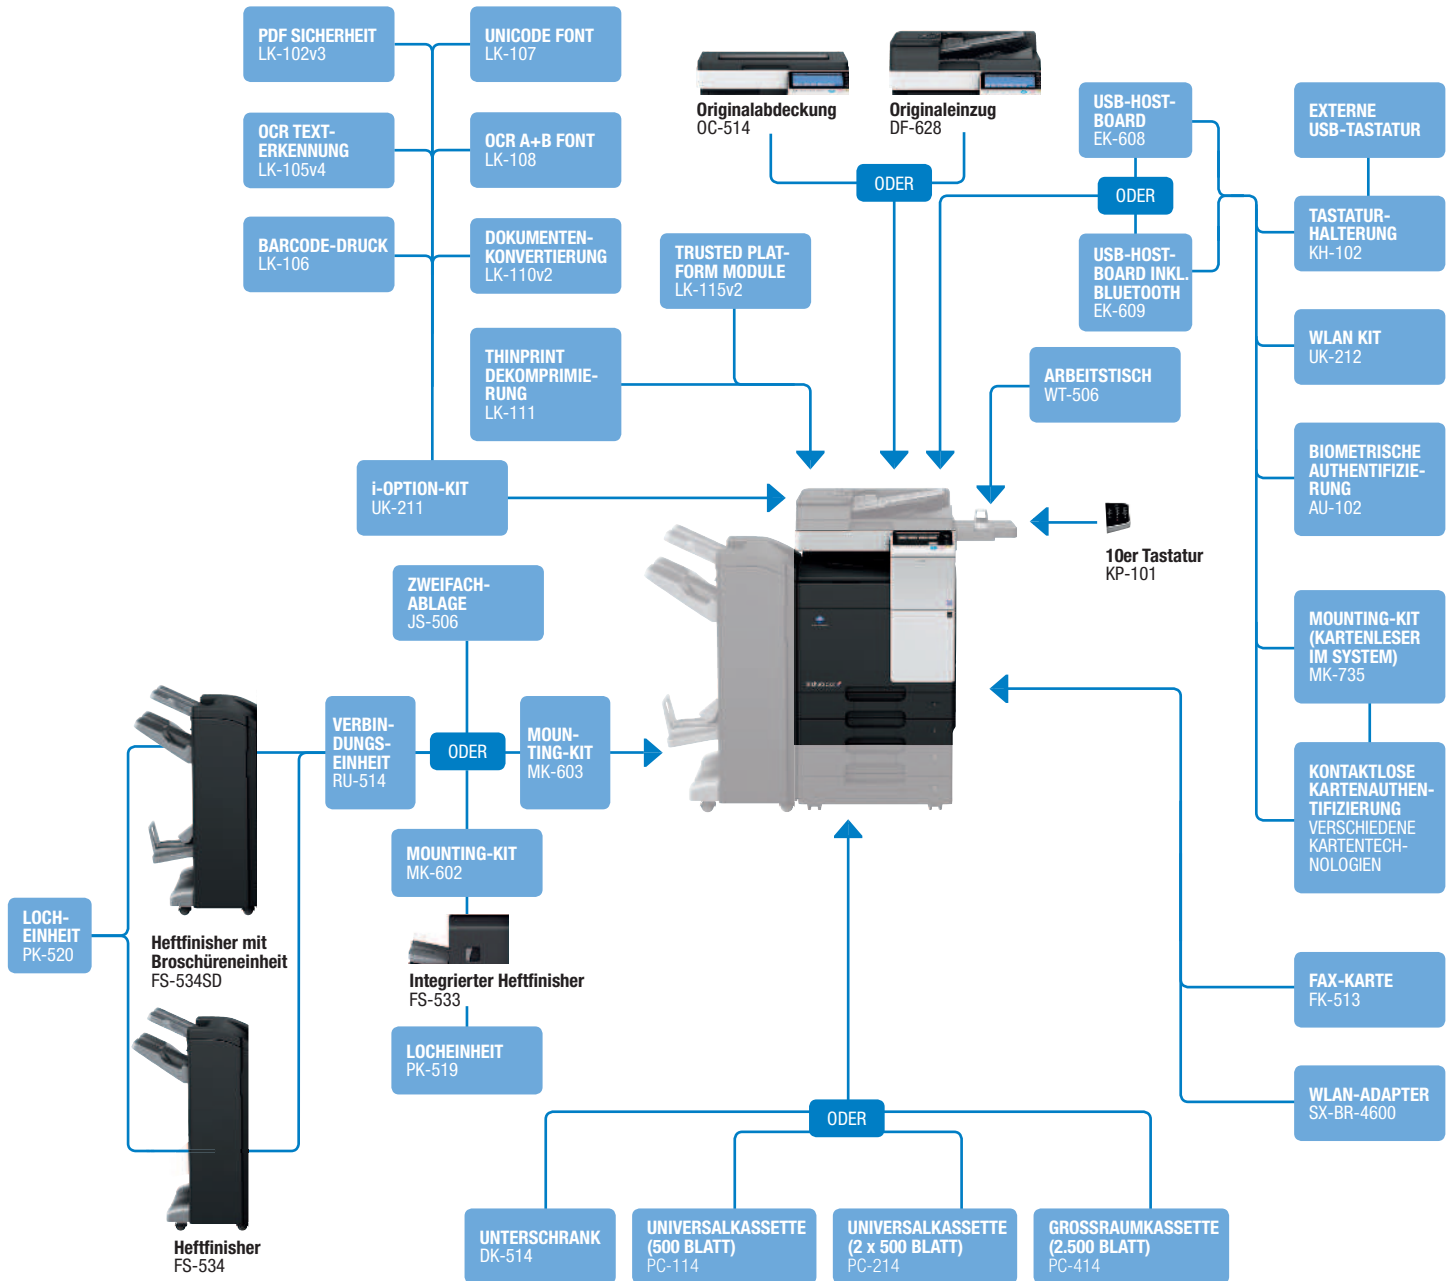 PDF SICHERHEIT
LK-102v3
UNICODE FONT
LK-107
OCR TEXT-
ERKENNUNG
LK-105v4
OCR A+B FONT
LK-108
BARCODE-DRUCK
LK-106
DOKUMENTEN-
KONVERTIERUNG
LK-110v2
THINPRINT
DEKOMPRIMIE-
RUNG
LK-111
TRUSTED PLAT-
FORM MODULE
LK-115v2
i-OPTION-KIT
UK-211
Originalabdeckung
OC-514
Originaleinzug
DF-628
ODER
USB-HOST-
BOARD
EK-608
ODER
USB-HOST-
BOARD INKL.
BLUETOOTH
EK-609
EXTERNE
USB-TASTATUR
TASTATUR-
HALTERUNG
KH-102
WLAN KIT
UK-212
ARBEITSTISCH
WT-506
BIOMETRISCHE
AUTHENTIFIZIE-
RUNG
AU-102
10er Tastatur
KP-101
MOUNTING-KIT
(KARTENLESER
IM SYSTEM)
MK-735
KONTAKTLOSE
KARTENAUTHEN-
TIFIZIERUNG
VERSCHIEDENE
KARTENTECH-
NOLOGIEN
ZWEIFACH-
ABLAGE
JS-506
VERBIN-
DUNGS-
EINHEIT
RU-514
ODER
MOUN-
TING-KIT
MK-603
MOUNTING-KIT
MK-602
Integrierter Heftfinisher
FS-533
LOCHEINHEIT
PK-519
LOCH-
EINHEIT
PK-520
Heftfinisher mit
Broschüreneinheit
FS-534SD
Heftfinisher
FS-534
FAX-KARTE
FK-513
WLAN-ADAPTER
SX-BR-4600
ODER
UNTERSCHRANK
DK-514
UNIVERSALKASSETTE
(500 BLATT)
PC-114
UNIVERSALKASSETTE
(2 x 500 BLATT)
PC-214
GROSSRAUMKASSETTE
(2.500 BLATT)
PC-414